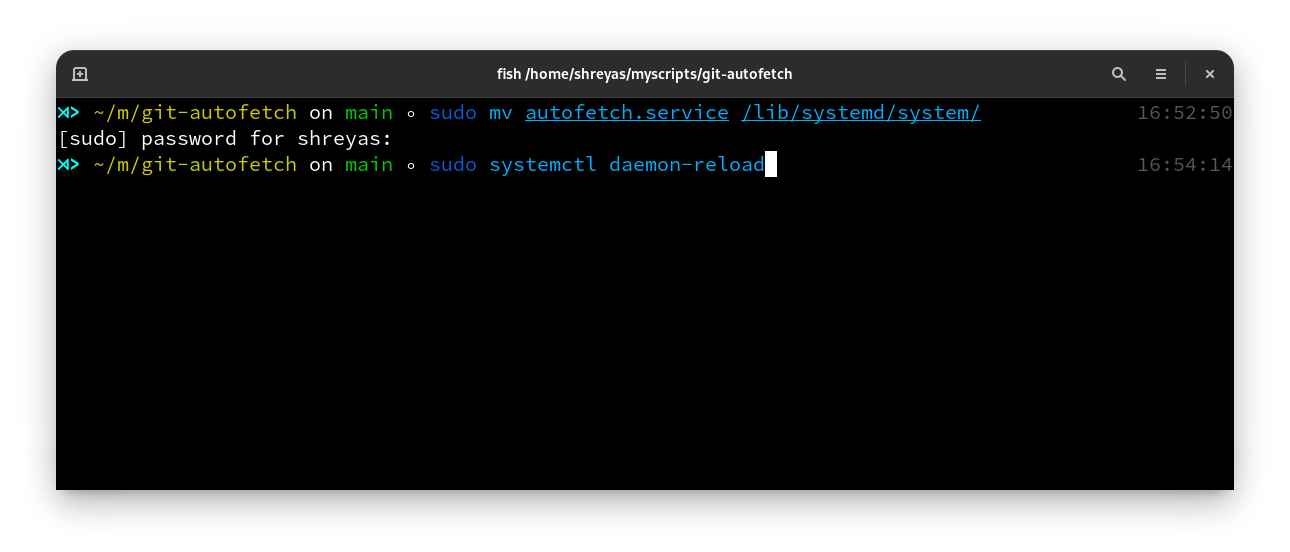 fish /home/shreyas/myscripts/git-autofetch
~/m/git-autofetch on main ∘ sudo mv autofetch.service /lib/systemd/system/ 16:52:50
[sudo] password for shreyas:
~/m/git-autofetch on main ∘ sudo systemctl daemon-reload 16:54:14